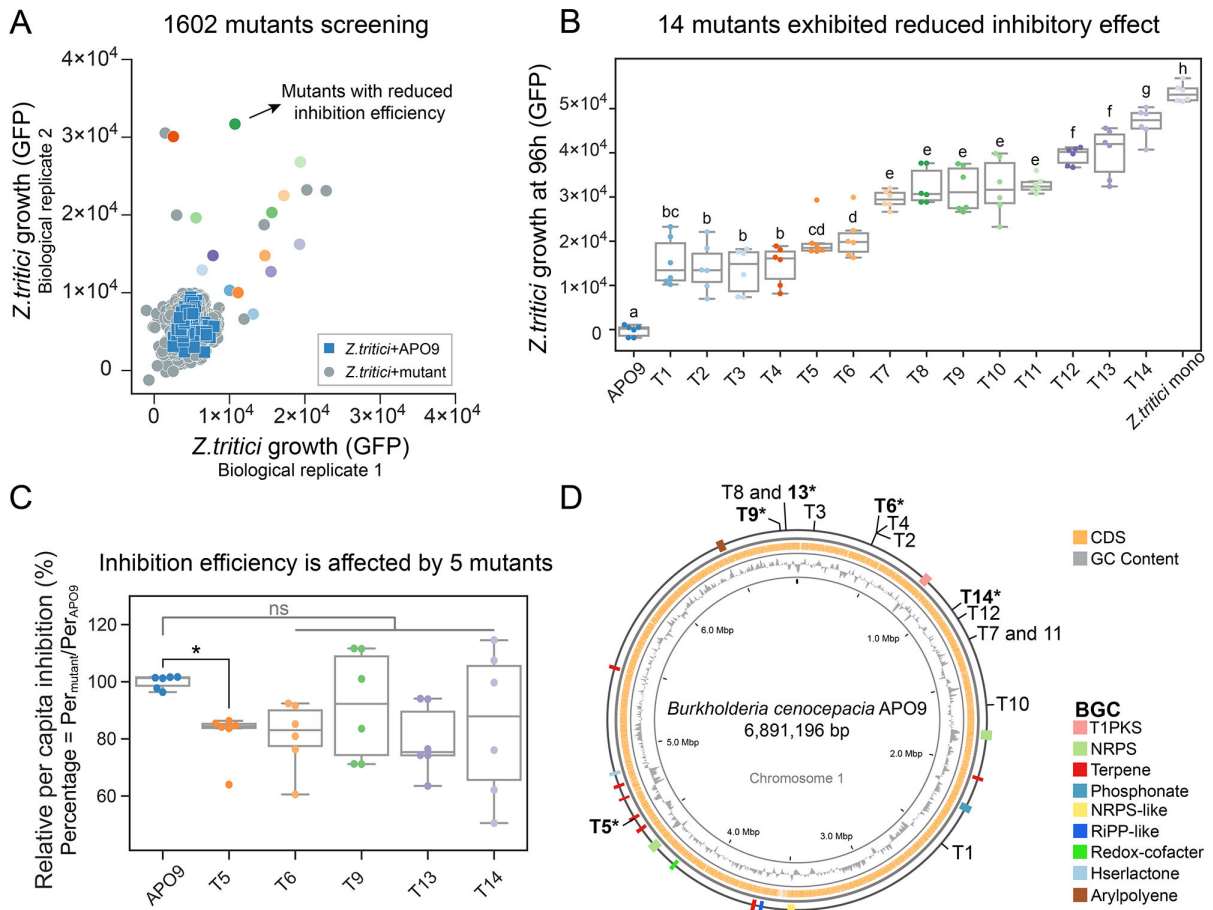 A
1602 mutants screening
Z.tritici growth (GFP)
Biological replicate 2
4×10⁴
3×10⁴
2×10⁴
1×10⁴
0
Mutants with reduced
inhibition efficiency
Z.tritici+APO9
Z.tritici+mutant
0
1×10⁴
2×10⁴
3×10⁴
4×10⁴
Z.tritici growth (GFP)
Biological replicate 1
B
14 mutants exhibited reduced inhibitory effect
Z.tritici growth at 96h (GFP)
5×10⁴
4×10⁴
3×10⁴
2×10⁴
1×10⁴
0
a
bc
b
b
b
cd
d
e
e
e
e
e
f
f
g
h
APO9
T1
T2
T3
T4
T5
T6
T7
T8
T9
T10
T11
T12
T13
T14
Z.tritici mono
C
Inhibition efficiency is affected by 5 mutants
Relative per capita inhibition (%)
Percentage = Per_mutant/Per_APO9
120
100
80
60
ns
*
APO9
T5
T6
T9
T13
T14
D
T8 and 13*
T9*
T3
T6*
T4
T2
T14*
T12
T7 and 11
T10
T1
T5*
6.0 Mbp
1.0 Mbp
5.0 Mbp
2.0 Mbp
4.0 Mbp
3.0 Mbp
Burkholderia cenocepacia APO9
6,891,196 bp
Chromosome 1
CDS
GC Content
BGC
T1PKS
NRPS
Terpene
Phosphonate
NRPS-like
RiPP-like
Redox-cofacter
Hserlactone
Arylpolyene